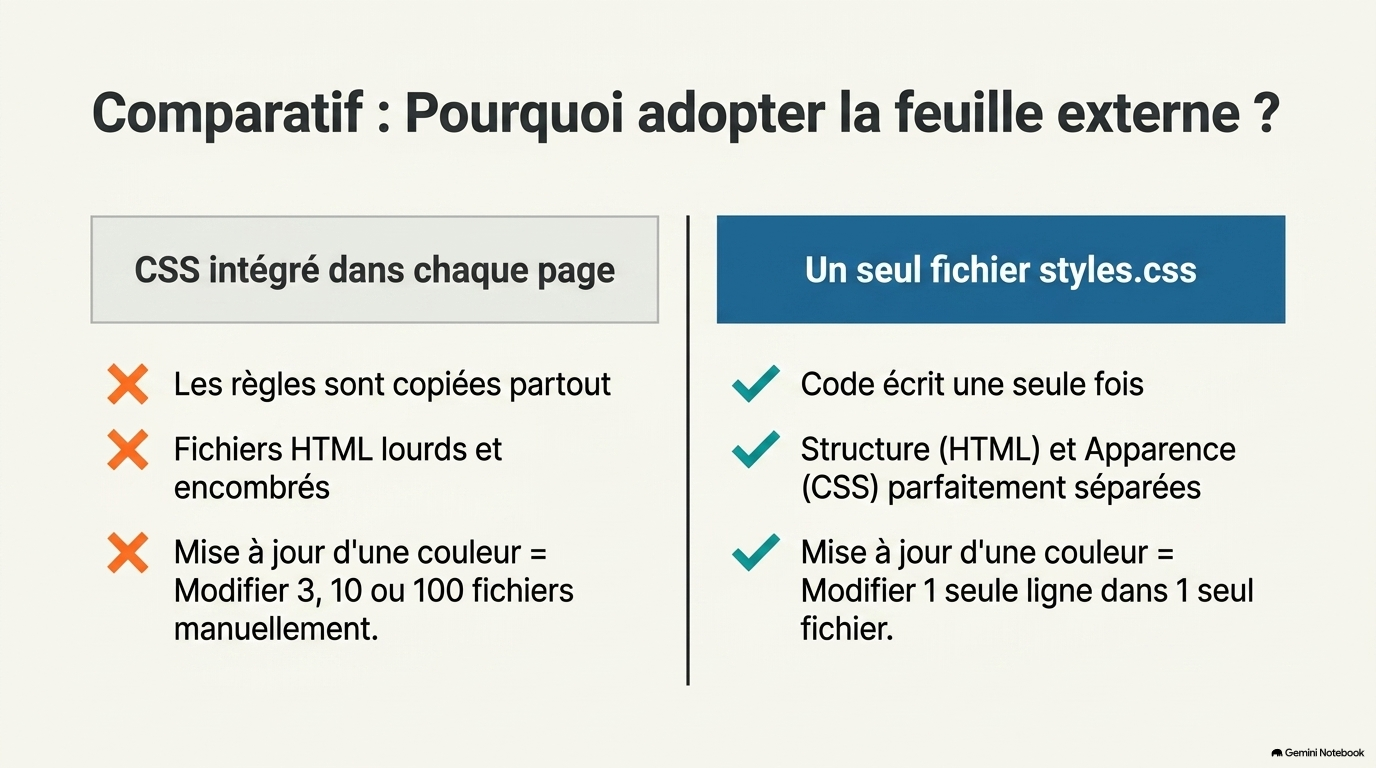 Comparatif : Pourquoi adopter la feuille externe ?
CSS intégré dans chaque page
Les règles sont copiées partout
Fichiers HTML lourds et
encombrés
Mise à jour d'une couleur =
Modifier 3, 10 ou 100 fichiers
manuellement.
Un seul fichier styles.css
Code écrit une seule fois
Structure (HTML) et Apparence
(CSS) parfaitement séparées
Mise à jour d'une couleur =
Modifier 1 seule ligne dans 1 seul
fichier.
Gemini Notebook